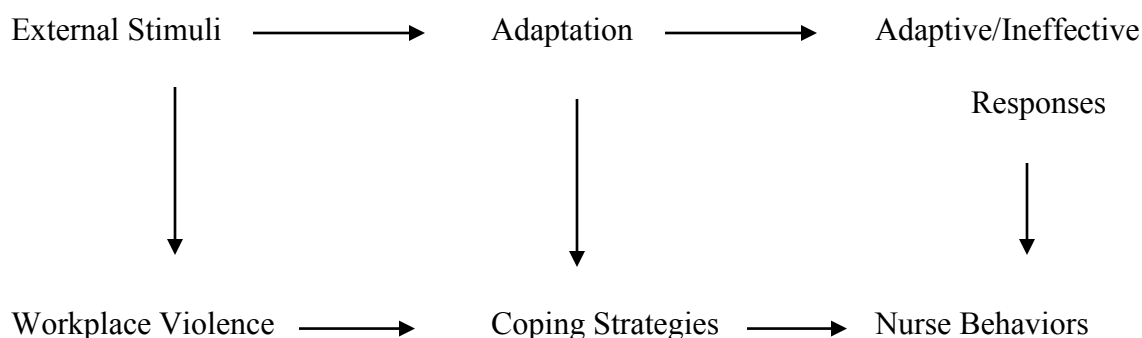 External Stimuli Adaptation Adaptive/Ineffective
Responses
Workplace Violence Coping Strategies Nurse Behaviors